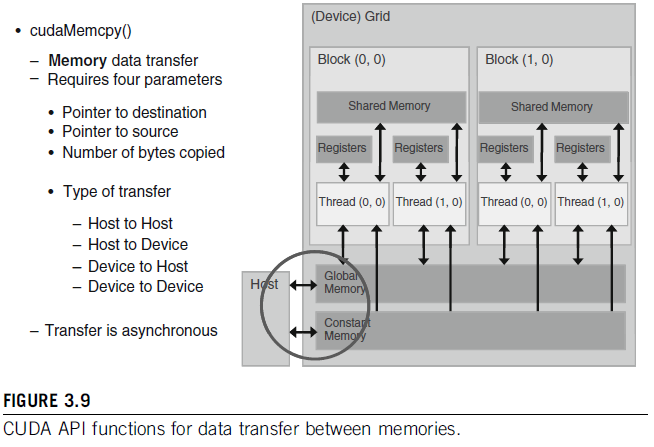 • cudaMemcpy()
– Memory data transfer
– Requires four parameters
• Pointer to destination
• Pointer to source
• Number of bytes copied
• Type of transfer
– Host to Host
– Host to Device
– Device to Host
– Device to Device
– Transfer is asynchronous
(Device) Grid
Block (0, 0)
Shared Memory
Registers
Registers
Thread (0, 0)
Thread (1, 0)
Block (1, 0)
Shared Memory
Registers
Registers
Thread (0, 0)
Thread (1, 0)
Host
Global
Memory
Constant
Memory
FIGURE 3.9
CUDA API functions for data transfer between memories.